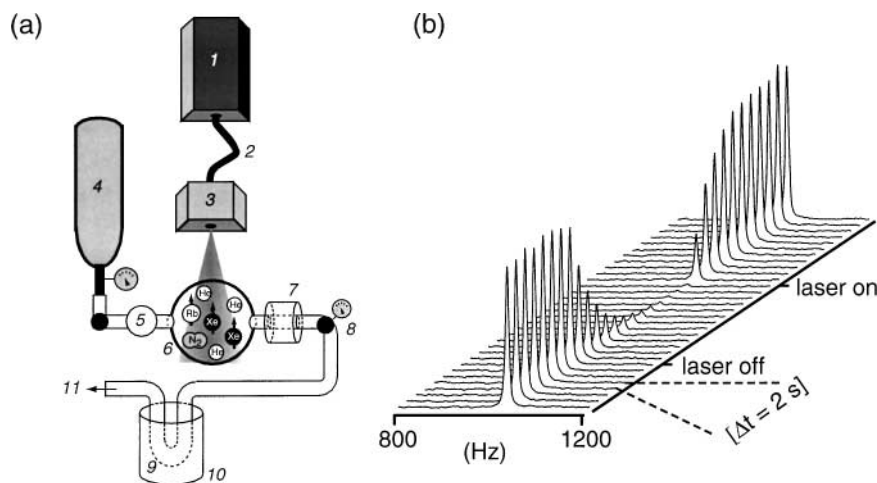 (a)
(b)
1
2
3
4
5
6
7
8
9
10
11
He
Rb
He
Xe
Xe
N2
He
laser on
laser off
[Δt = 2 s]
800
(Hz)
1200